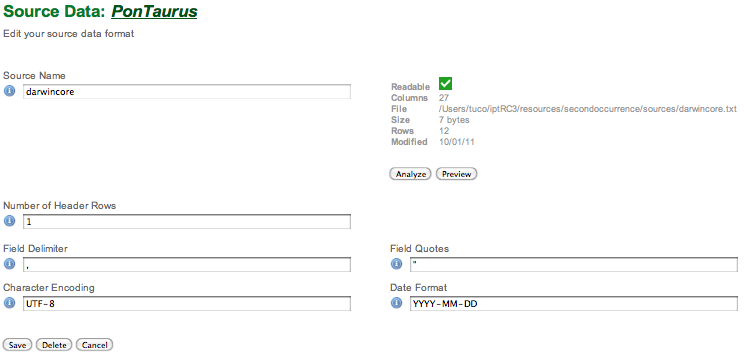 Source Data: PonTaurus
Edit your source data format
Source Name
darwincore
Readable
Columns 27
File /Users/tuco/iptRC3/resources/secondoccurrence/sources/darwincore.txt
Size 7 bytes
Rows 12
Modified 10/01/11
Analyze Preview
Number of Header Rows
1
Field Delimiter Field Quotes
, "
Character Encoding Date Format
UTF-8 YYYY-MM-DD
Save Delete Cancel